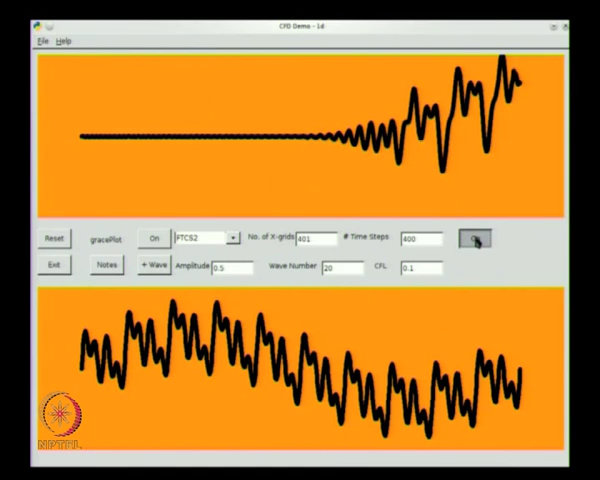 CFD Demo - 1d
File Help
Reset gracePlot On FTCS2 No. of X-grids 401 # Time Steps 400
Exit Notes + Wave Amplitude 0.5 Wave Number 20 CFL 0.1
NPTEL